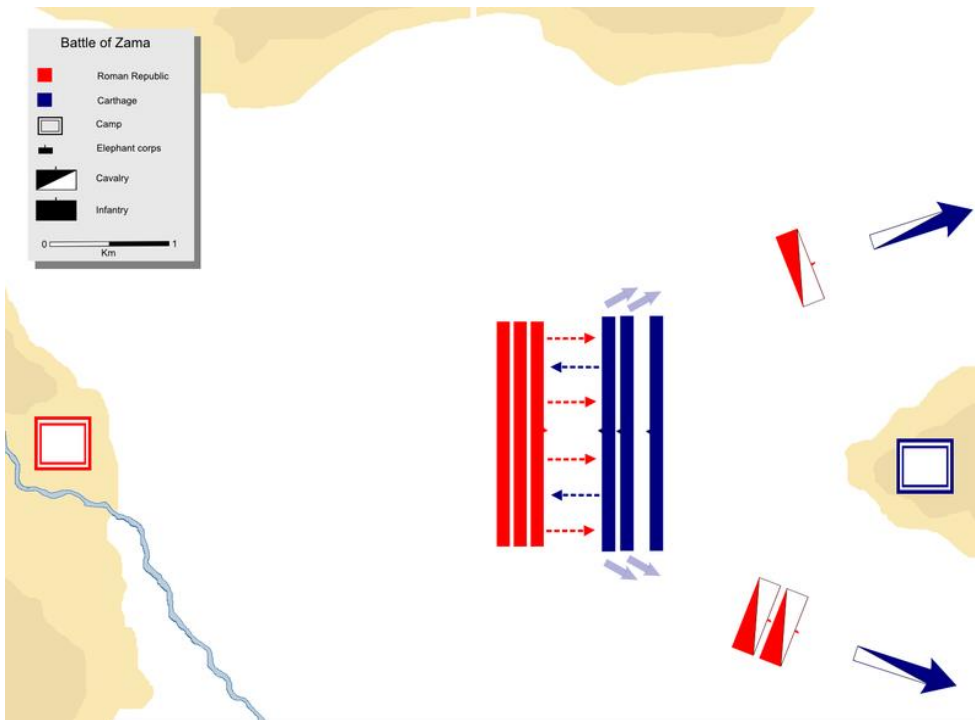 Battle of Zama
Roman Republic
Carthage
Camp
Elephant corps
Cavalry
Infantry
0 1
Km